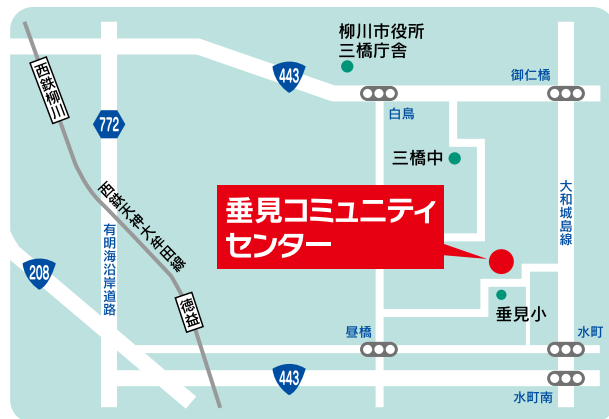 柳川市役所
三橋庁舎
西鉄柳川
443
御仁橋
白鳥
772
三橋中
西鉄天神大牟田線
大和城島線
垂見コミュニティ
センター
有明海沿岸道路
208
徳益
垂見小
昼橋
水町
443
水町南